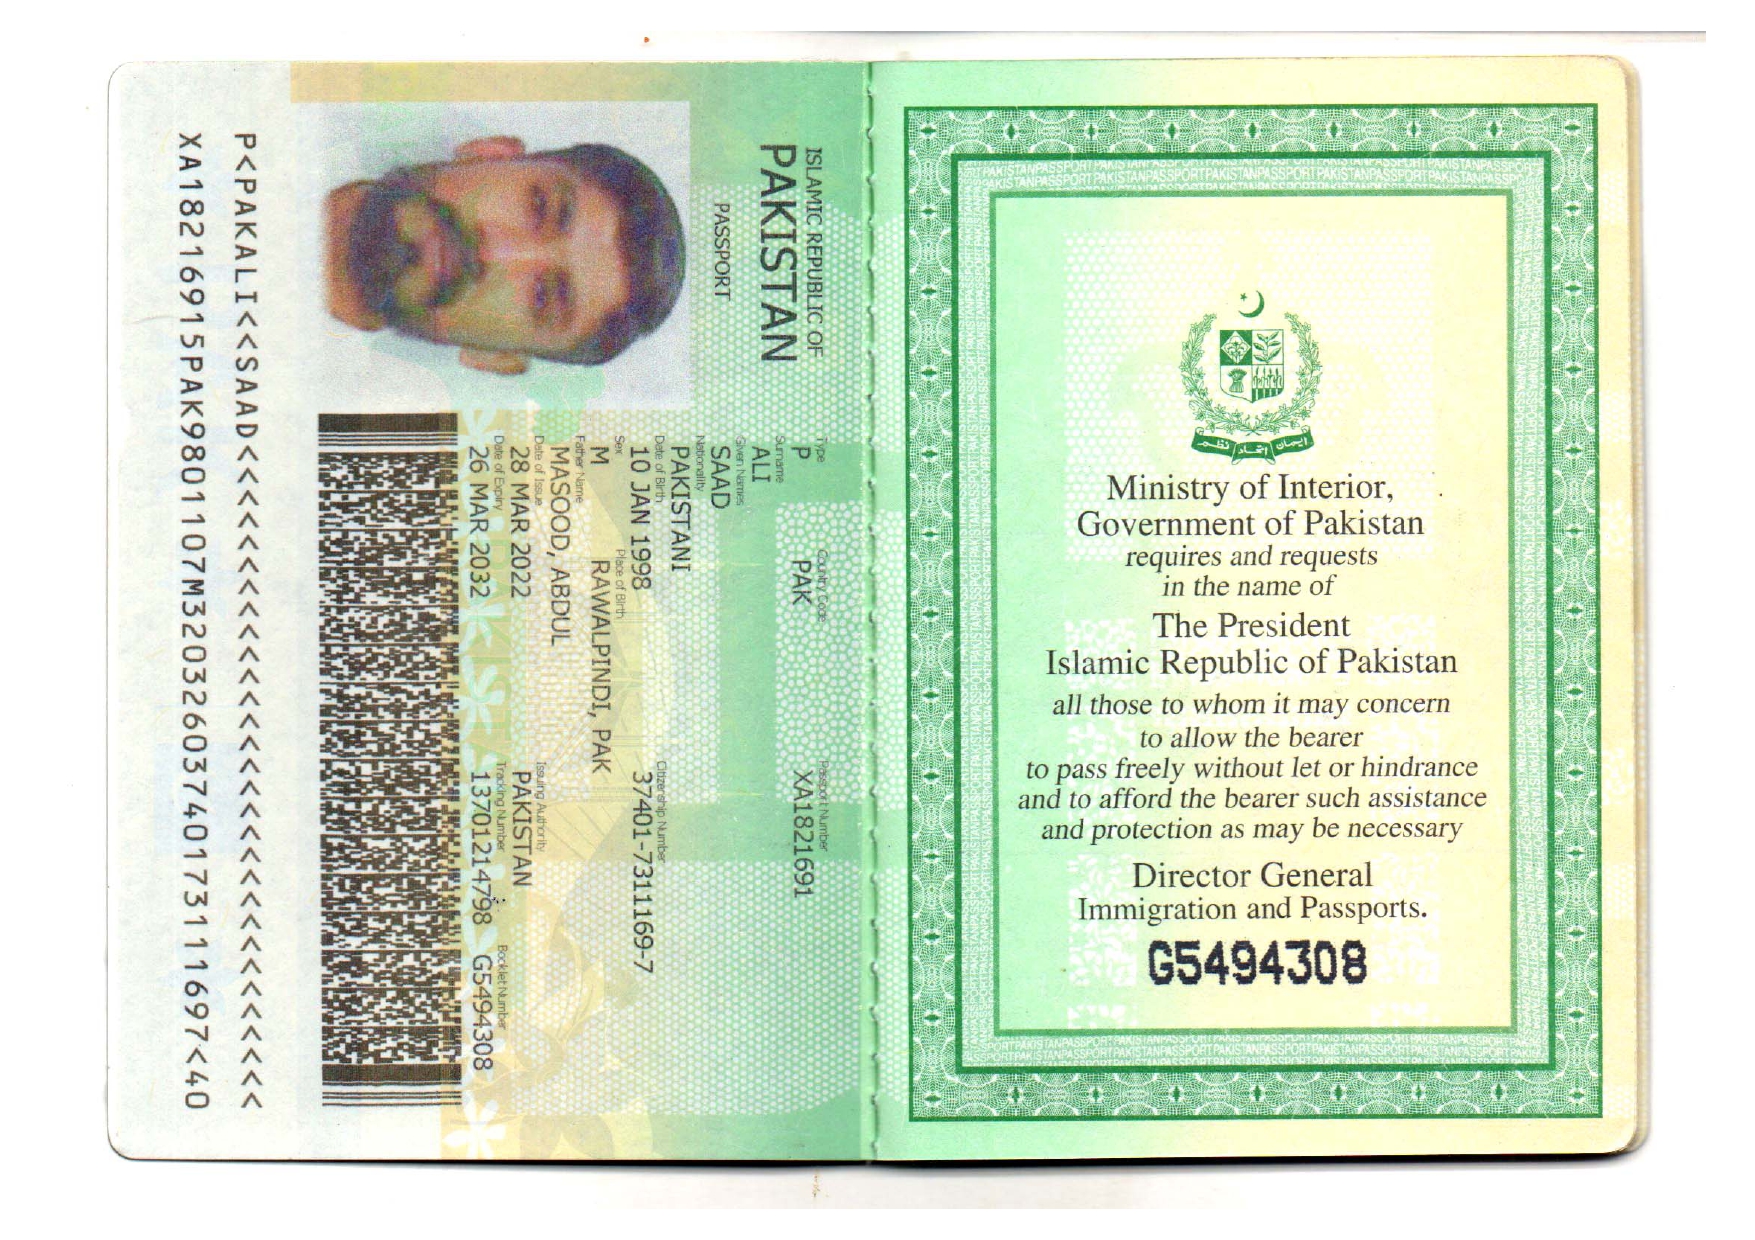 ISLAMIC REPUBLIC OF
PAKISTAN
PASSPORT
Type Country Code Passport Number
P PAK XA1821691
Surname
ALI
Given Names
SAAD
Nationality
PAKISTANI
Date of Birth Citizenship Number
10 JAN 1998 37401-7311169-7
Sex Place of Birth
M RAWALPINDI, PAK
Father Name
MASOOD, ABDUL
Date of Issue Issuing Authority
28 MAR 2022 PAKISTAN
Date of Expiry Tracking Number Booklet Number
26 MAR 2032 13701214798 G5494308
P<PAKALI<<SAAD<<<<<<<<<<<<<<<<<<<<<<<<<<<<<<
XA18216915PAK9801107M32032603740173111697<40
ایمان اتحاد نظم
Ministry of Interior,
Government of Pakistan
requires and requests
in the name of
The President
Islamic Republic of Pakistan
all those to whom it may concern
to allow the bearer
to pass freely without let or hindrance
and to afford the bearer such assistance
and protection as may be necessary
Director General
Immigration and Passports.
G5494308